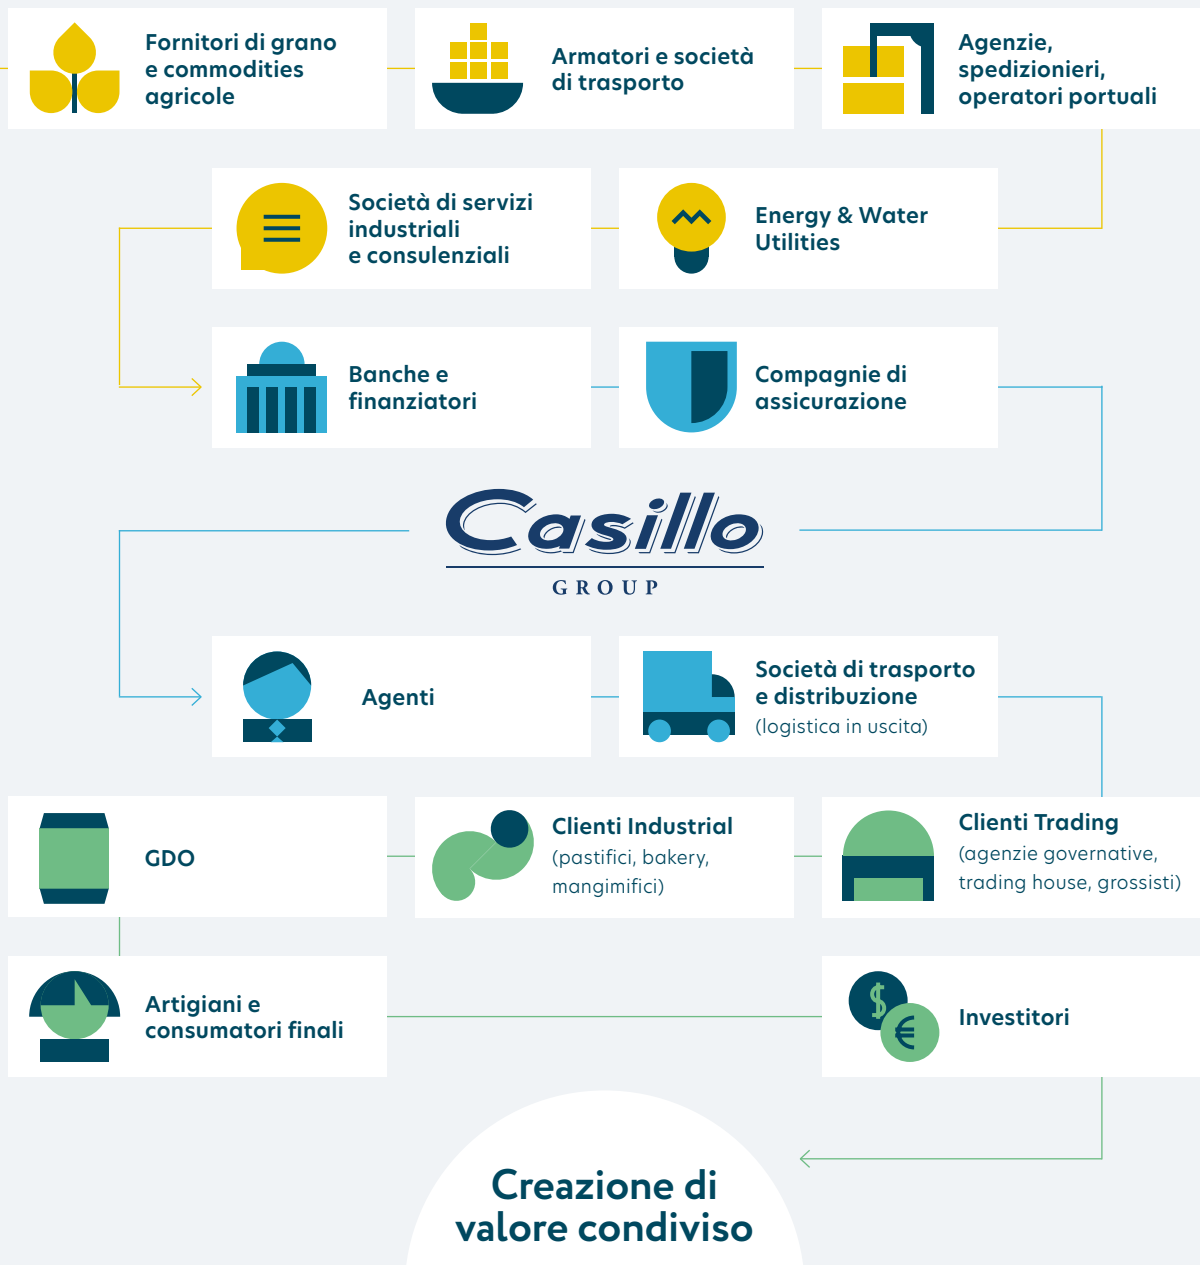 Fornitori di grano
e commodities
agricole
Armatori e società
di trasporto
Agenzie,
spedizionieri,
operatori portuali
Società di servizi
industriali
e consulenziali
Energy & Water
Utilities
Banche e
finanziatori
Compagnie di
assicurazione
Casillo
GROUP
Agenti
Società di trasporto
e distribuzione
(logistica in uscita)
GDO
Clienti Industrial
(pastifici, bakery,
mangimifici)
Clienti Trading
(agenzie governative,
trading house, grossisti)
Artigiani e
consumatori finali
$
€
Investitori
Creazione di
valore condiviso